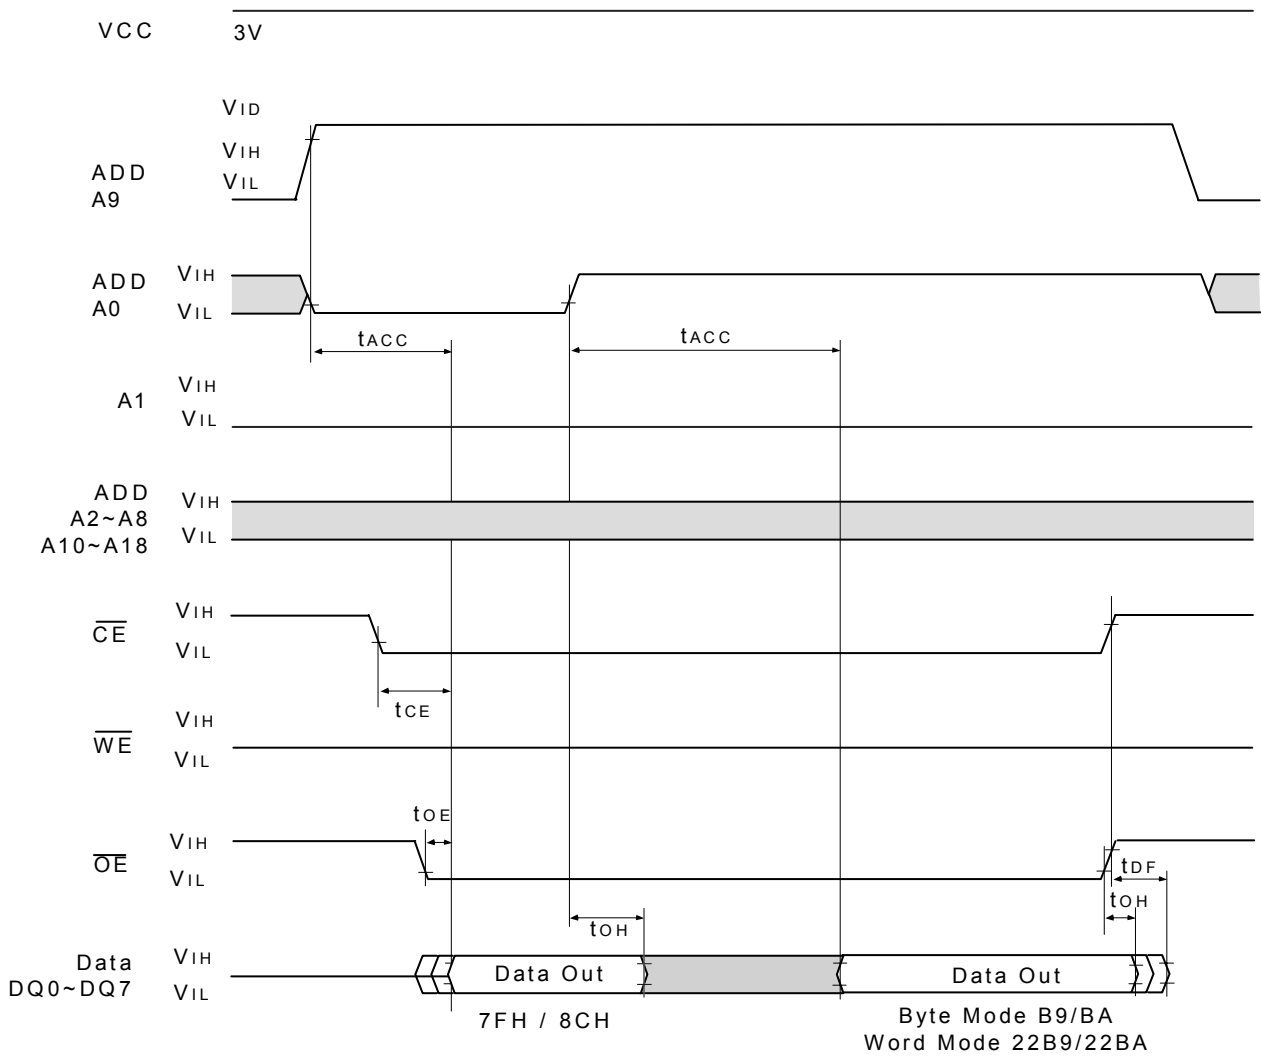 VCC 3V
VID
VIH
VIL
ADD
A9
ADD
A0
VIH
VIL
tACC
tACC
A1
VIH
VIL
ADD
A2~A8
A10~A18
VIH
VIL
CE
VIH
VIL
tCE
WE
VIH
VIL
tOE
OE
VIH
VIL
tDF
tOH
tOH
Data
DQ0~DQ7
VIH
VIL
Data Out
Data Out
7FH / 8CH
Byte Mode B9/BA
Word Mode 22B9/22BA